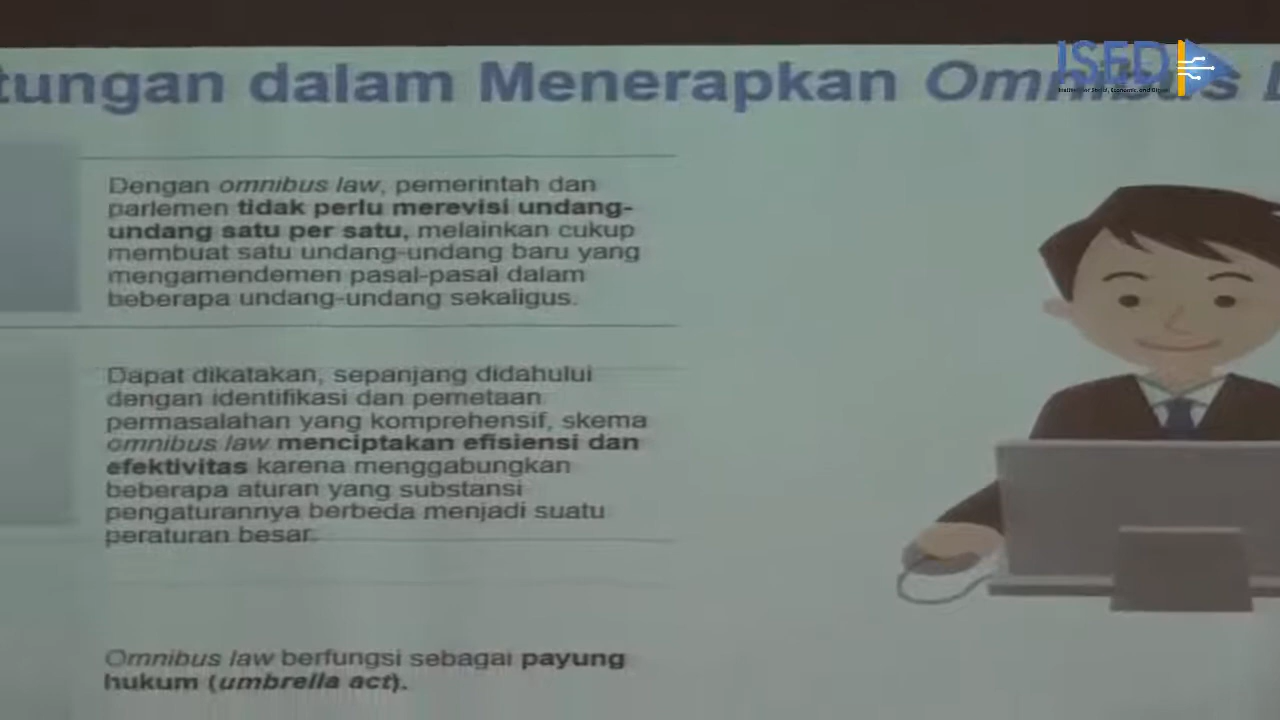 tungan dalam Menerapkan Omnibus L
ISED
Dengan omnibus law, pemerintah dan
parlemen tidak perlu merevisi undang-
undang satu per satu, melainkan cukup
membuat satu undang-undang baru yang
mengamendemen pasal-pasal dalam
beberapa undang-undang sekaligus.
Dapat dikatakan, sepanjang didahului
dengan identifikasi dan pemetaan
permasalahan yang komprehensif, skema
omnibus law menciptakan efisiensi dan
efektivitas karena menggabungkan
beberapa aturan yang substansi
pengaturannya berbeda menjadi suatu
peraturan besar.
Omnibus law berfungsi sebagai payung
hukum (umbrella act).